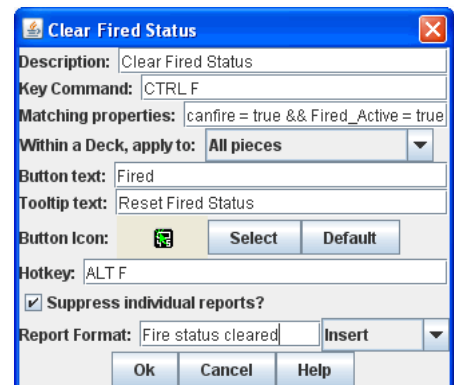 Clear Fired Status
Description: Clear Fired Status
Key Command: CTRL F
Matching properties: canfire = true && Fired_Active = true
Within a Deck, apply to: All pieces
Button text: Fired
Tooltip text: Reset Fired Status
Button Icon: Select Default
Hotkey: ALT F
Suppress individual reports?
Report Format: Fire status cleared Insert
Ok Cancel Help